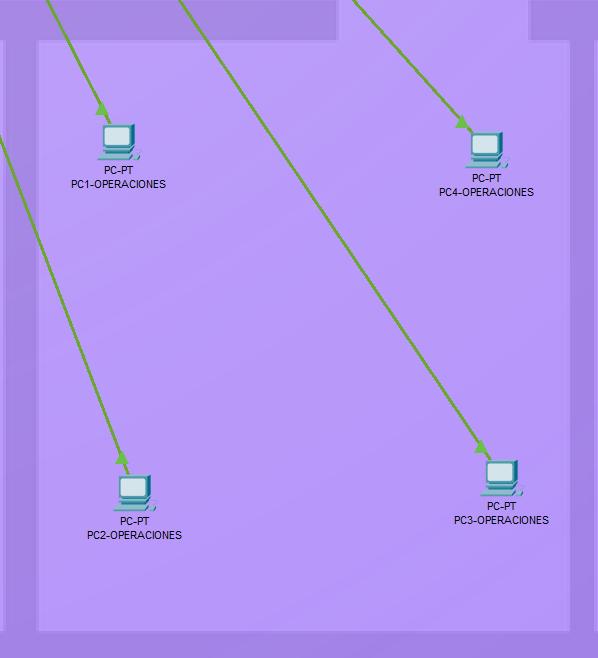 PC-PT
PC1-OPERACIONES
PC-PT
PC4-OPERACIONES
PC-PT
PC2-OPERACIONES
PC-PT
PC3-OPERACIONES